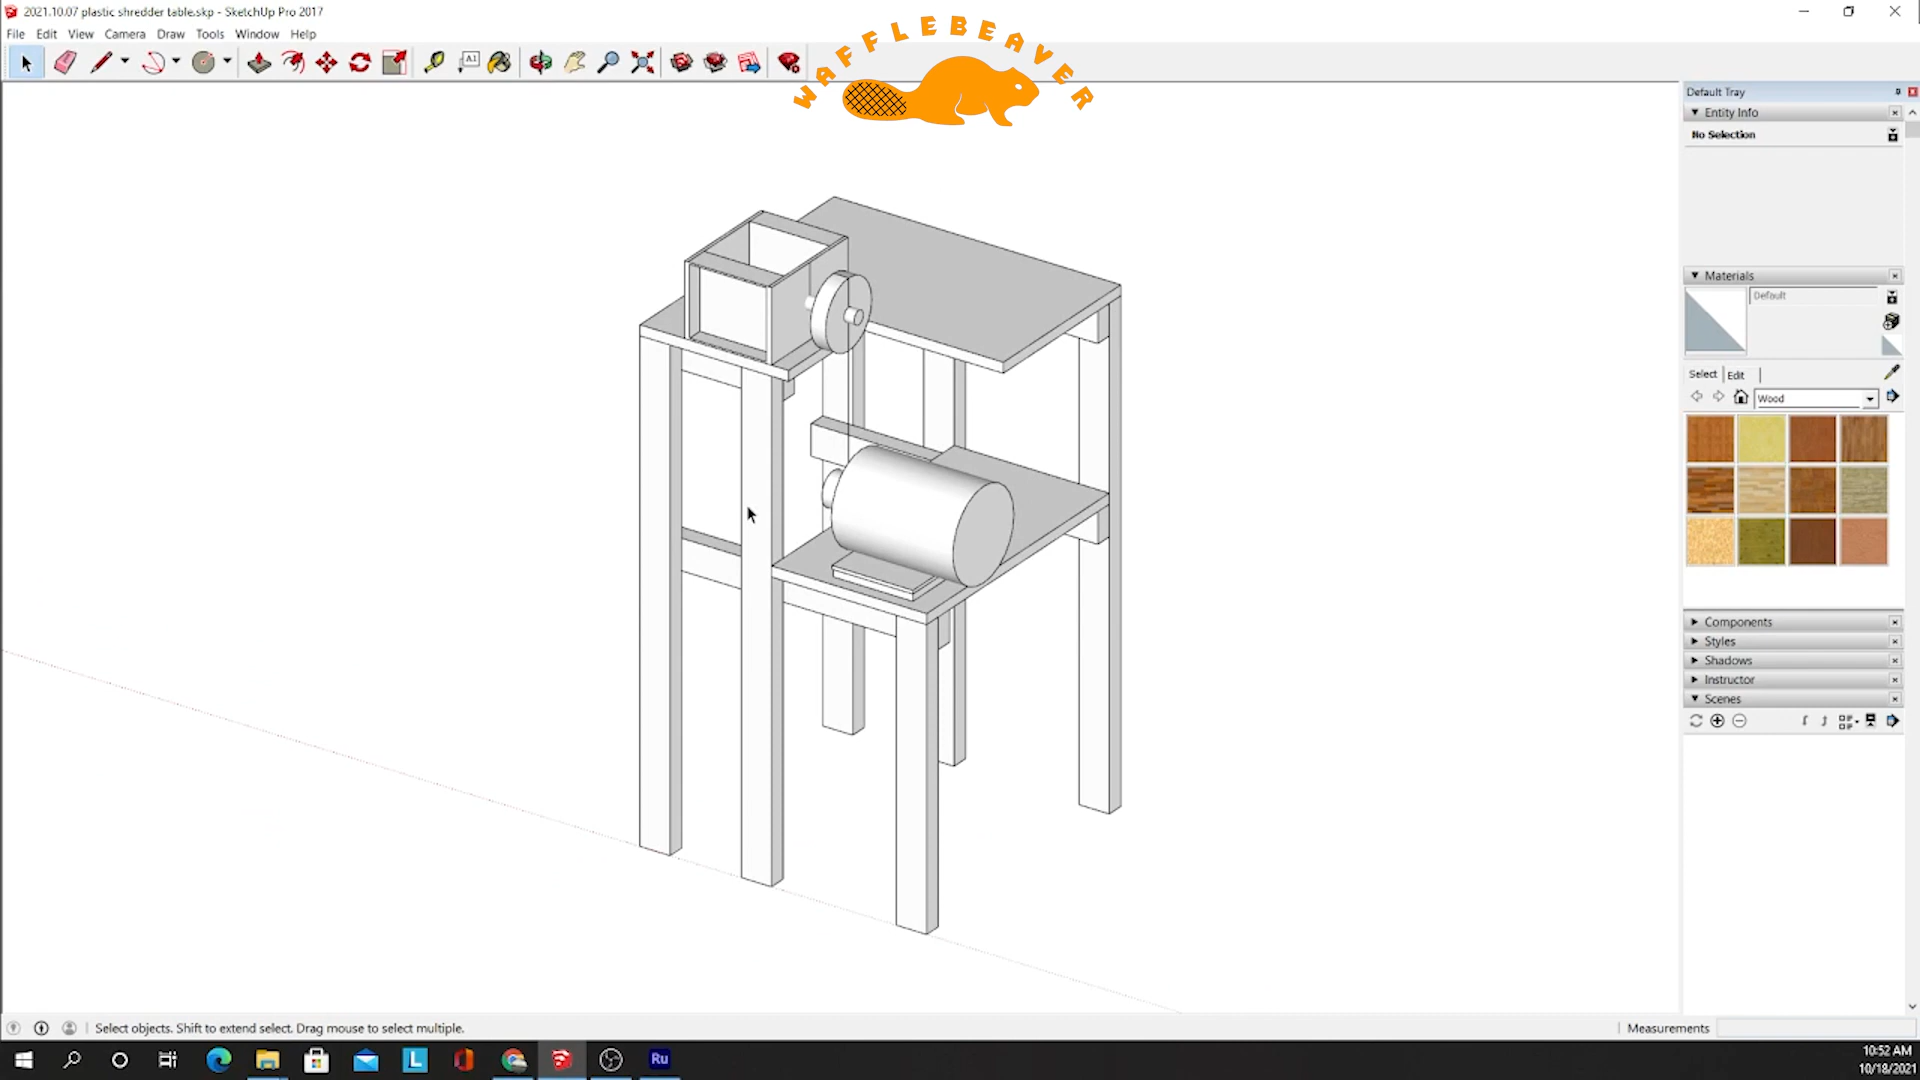 2021.10.07 plastic shredder table.skp - SketchUp Pro 2017
File Edit View Camera Draw Tools Window Help
A1
WAFFLEBEAVER
Default Tray
Entity Info
No Selection
Materials
Default
Select Edit
Wood
Components
Styles
Shadows
Instructor
Scenes
Select objects. Shift to extend select. Drag mouse to select multiple.
Measurements
L
Ru
10:52 AM
10/18/2021